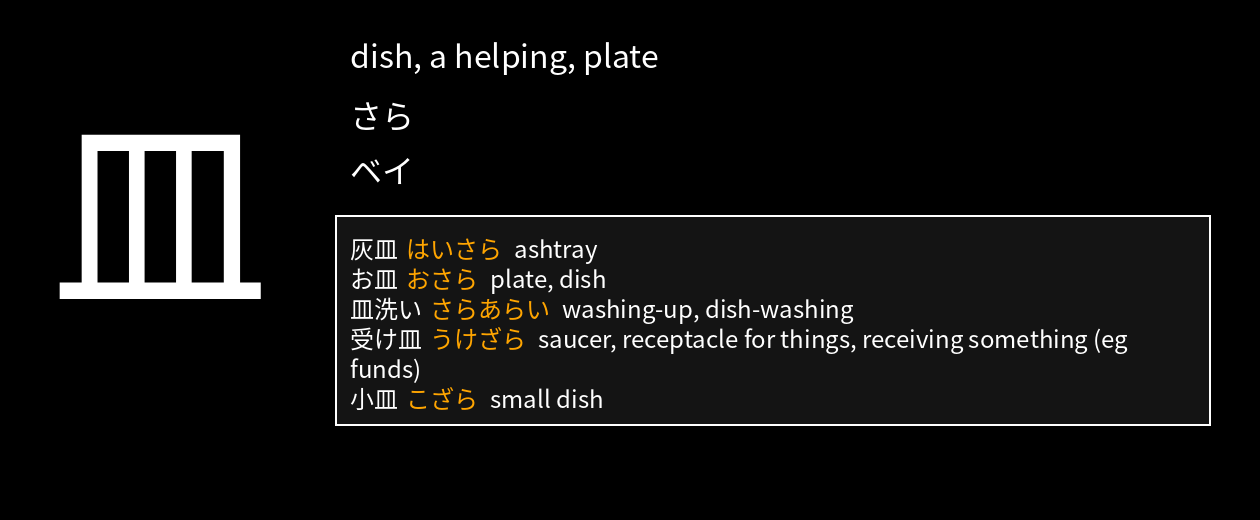 皿
dish, a helping, plate
さら
ベイ
灰皿 はいさら ashtray
お皿 おさら plate, dish
皿洗い さらあらい washing-up, dish-washing
受け皿 うけざら saucer, receptacle for things, receiving something (eg
funds)
小皿 こざら small dish